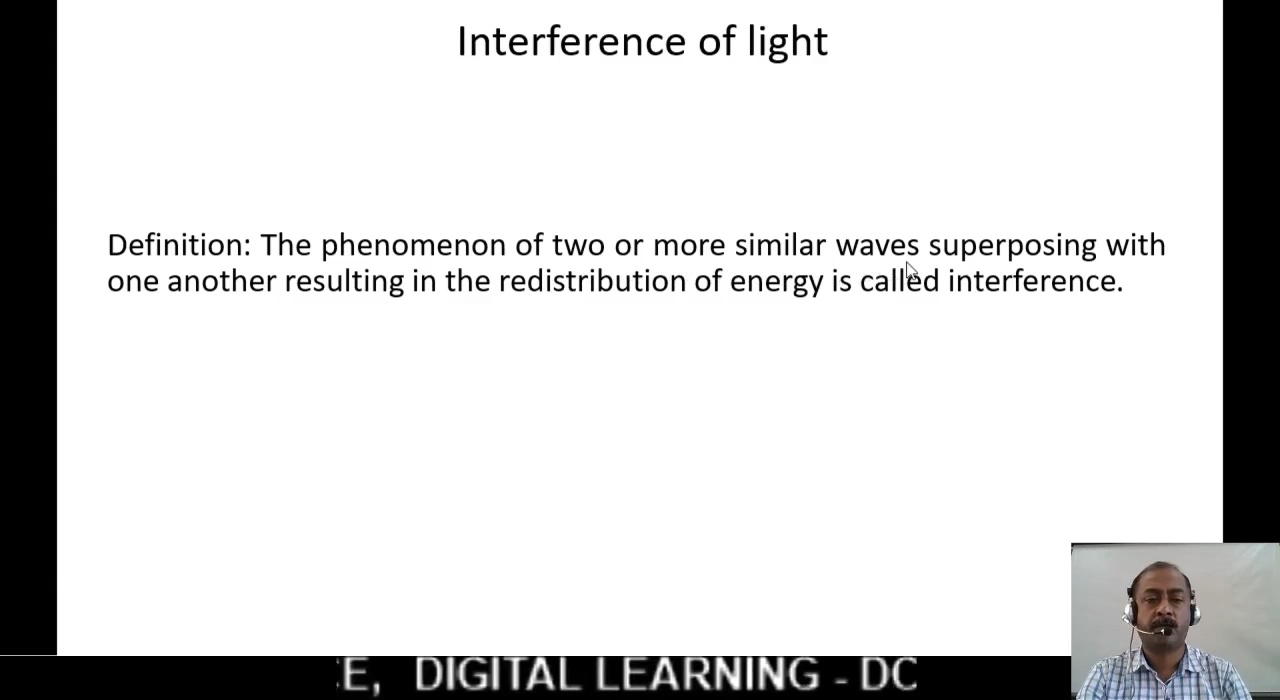 Interference of light
Definition: The phenomenon of two or more similar waves superposing with
one another resulting in the redistribution of energy is called interference.
E, DIGITAL LEARNING - DC